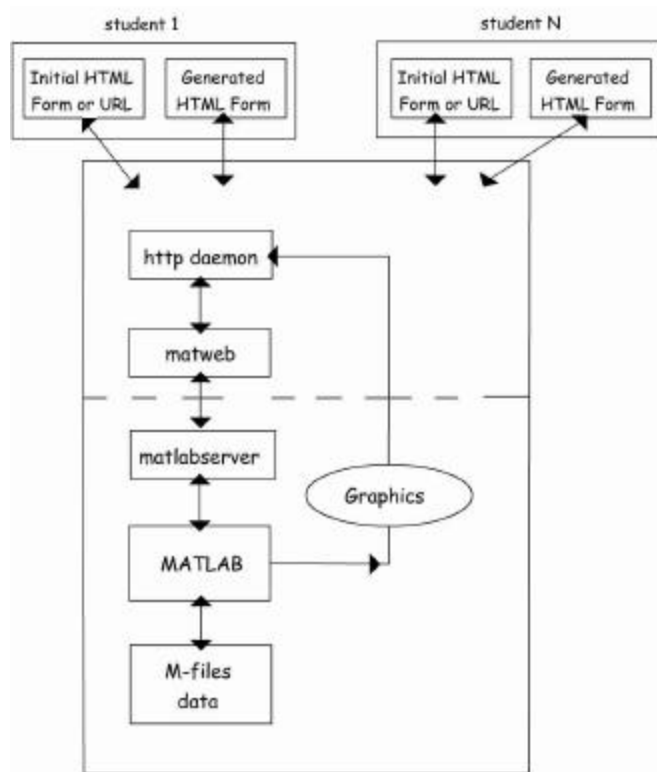 student 1
student N
Initial HTML
Form or URL
Generated
HTML Form
Initial HTML
Form or URL
Generated
HTML Form
http daemon
matweb
matlabserver
Graphics
MATLAB
M-files
data